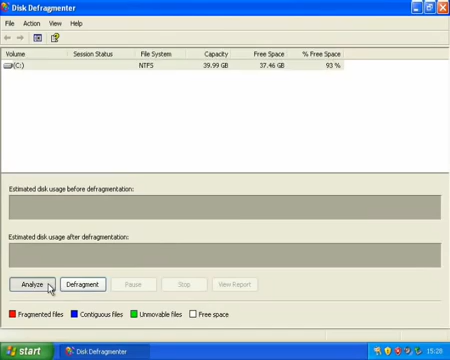 Disk Defragmenter
File Action View Help
Volume Session Status File System Capacity Free Space % Free Space
(C:) NTFS 39.99 GB 37.46 GB 93 %
Estimated disk usage before defragmentation:
Estimated disk usage after defragmentation:
Analyze Defragment Pause Stop View Report
Fragmented files Contiguous files Unmovable files Free space
start Disk Defragmenter 15:28